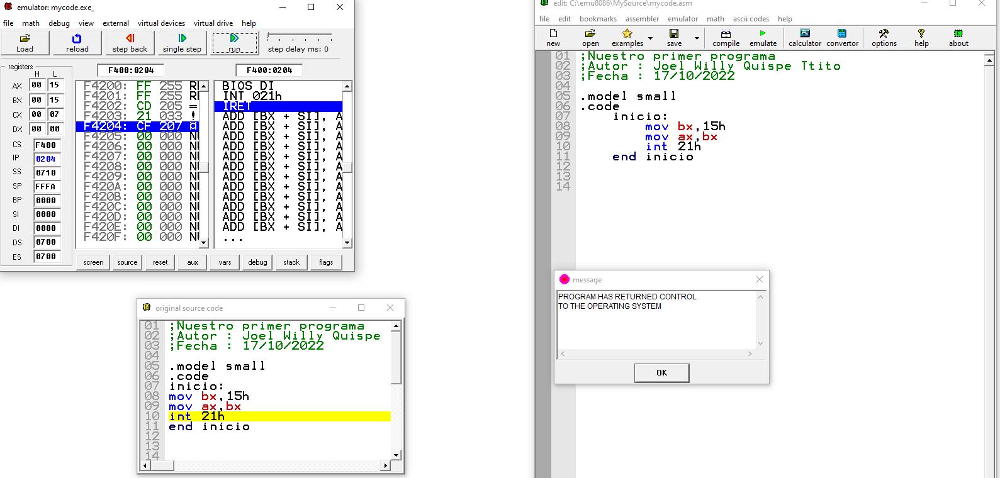 emulator: mycode.exe_
file math debug view external virtual devices virtual drive help
Load reload step back single step run step delay ms: 0
registers
H L
AX 00 15
BX 00 15
CX 00 07
DX 00 00
CS F400
IP 0204
SS 0710
SP FFFA
BP 0000
SI 0000
DI 0000
DS 0700
ES 0700
F400:0204 F400:0204
F4200: FF 255
F4201: FF 255
F4202: CD 205 =
F4203: 21 033 !
F4204: CF 207 ¤
F4205: 00 000
F4206: 00 000
F4207: 00 000
F4208: 00 000
F4209: 00 000
F420A: 00 000
F420B: 00 000
F420C: 00 000
F420D: 00 000
F420E: 00 000
F420F: 00 000
BIOS DI
INT 021h
IRET
ADD [BX + SI], A
ADD [BX + SI], A
ADD [BX + SI], A
ADD [BX + SI], A
ADD [BX + SI], A
ADD [BX + SI], A
ADD [BX + SI], A
ADD [BX + SI], A
ADD [BX + SI], A
ADD [BX + SI], A
ADD [BX + SI], A
ADD [BX + SI], A
...
screen source reset aux vars debug stack flags
original source code
01 ;Nuestro primer programa
02 ;Autor : Joel Willy Quispe
03 ;Fecha : 17/10/2022
04
05 .model small
06 .code
07 inicio:
08 mov bx,15h
09 mov ax,bx
10 int 21h
11 end inicio
12
13
14
edit: C:\emu8086\MySource\mycode.asm
file edit bookmarks assembler emulator math ascii codes help
new open examples save compile emulate calculator convertor options help about
01 ;Nuestro primer programa
02 ;Autor : Joel Willy Quispe Ttito
03 ;Fecha : 17/10/2022
04
05 .model small
06 .code
07 inicio:
08 mov bx,15h
09 mov ax,bx
10 int 21h
11 end inicio
12
13
14
message
PROGRAM HAS RETURNED CONTROL
TO THE OPERATING SYSTEM
OK